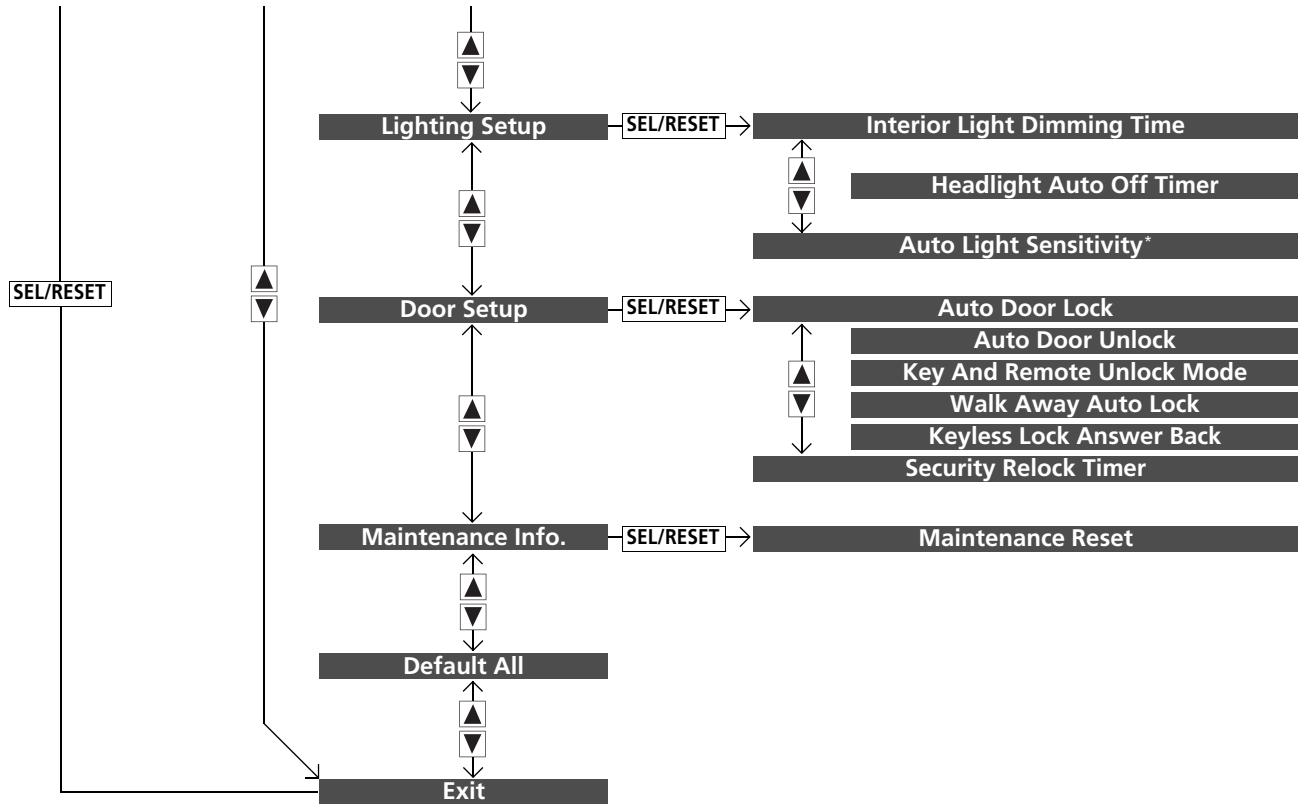 Lighting Setup SEL/RESET Interior Light Dimming Time
Headlight Auto Off Timer
Auto Light Sensitivity*
SEL/RESET
Door Setup SEL/RESET Auto Door Lock
Auto Door Unlock
Key And Remote Unlock Mode
Walk Away Auto Lock
Keyless Lock Answer Back
Security Relock Timer
Maintenance Info. SEL/RESET Maintenance Reset
Default All
Exit